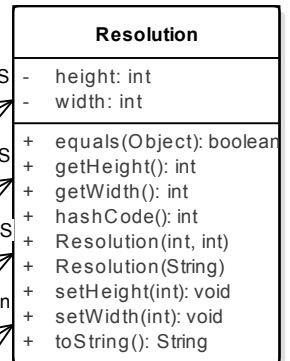 Resolution
S
- height: int
- width: int
S
+ equals(Object): boolean
+ getHeight(): int
+ getWidth(): int
+ hashCode(): int
S
+ Resolution(int, int)
+ Resolution(String)
+ setHeight(int): void
n
+ setWidth(int): void
+ toString(): String